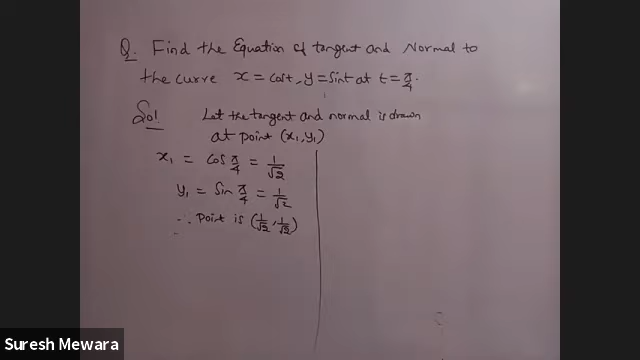 Q. Find the Equation of tangent and Normal to
the curve x = cost, y = sint at t = π/4.
Sol. Let the tangent and normal is drawn
at point (x₁, y₁)
x₁ = cos π/4 = 1/√2
y₁ = sin π/4 = 1/√2
∴ point is (1/√2, 1/√2)
Suresh Mewara